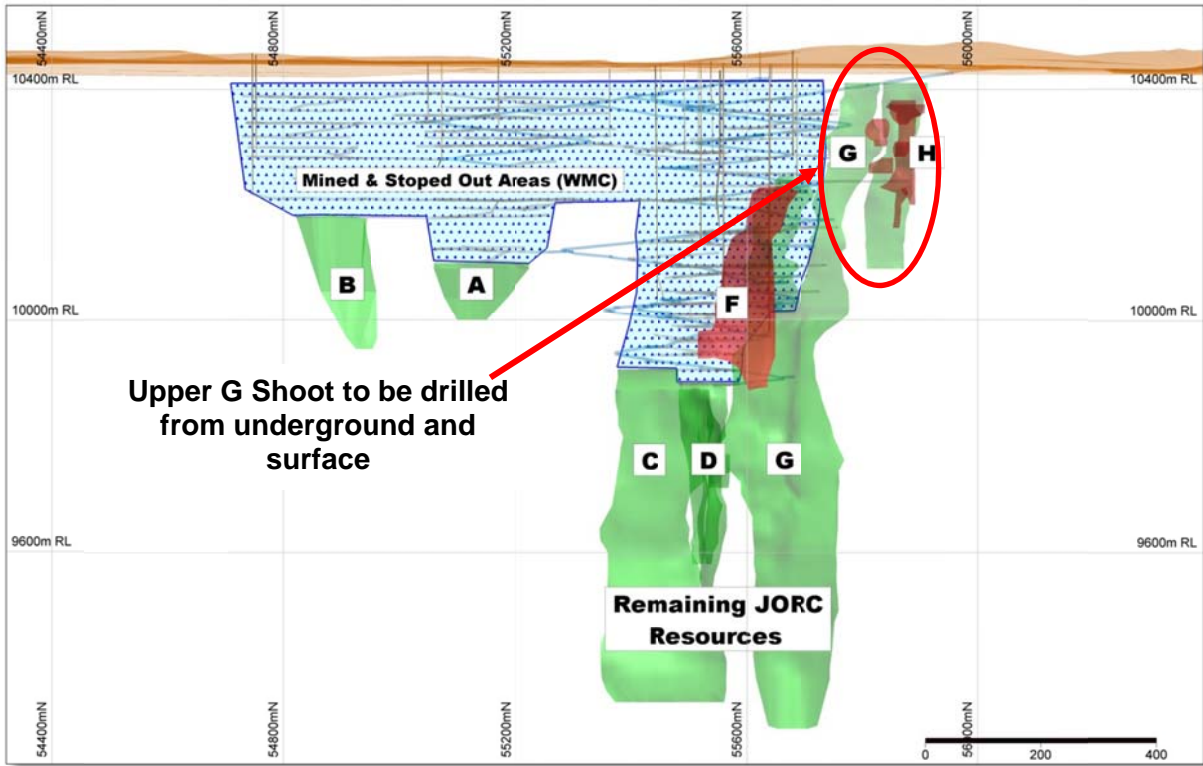 54400mN
54800mN
55200mN
55600mN
56000mN
10400m RL
10400m RL
G
H
Mined & Stoped Out Areas (WMC)
B
A
F
10000m RL
10000m RL
Upper G Shoot to be drilled
from underground and
surface
C
D
G
9600m RL
9600m RL
Remaining JORC
Resources
54400mN
54800mN
55200mN
55600mN
56000mN
0
200
400